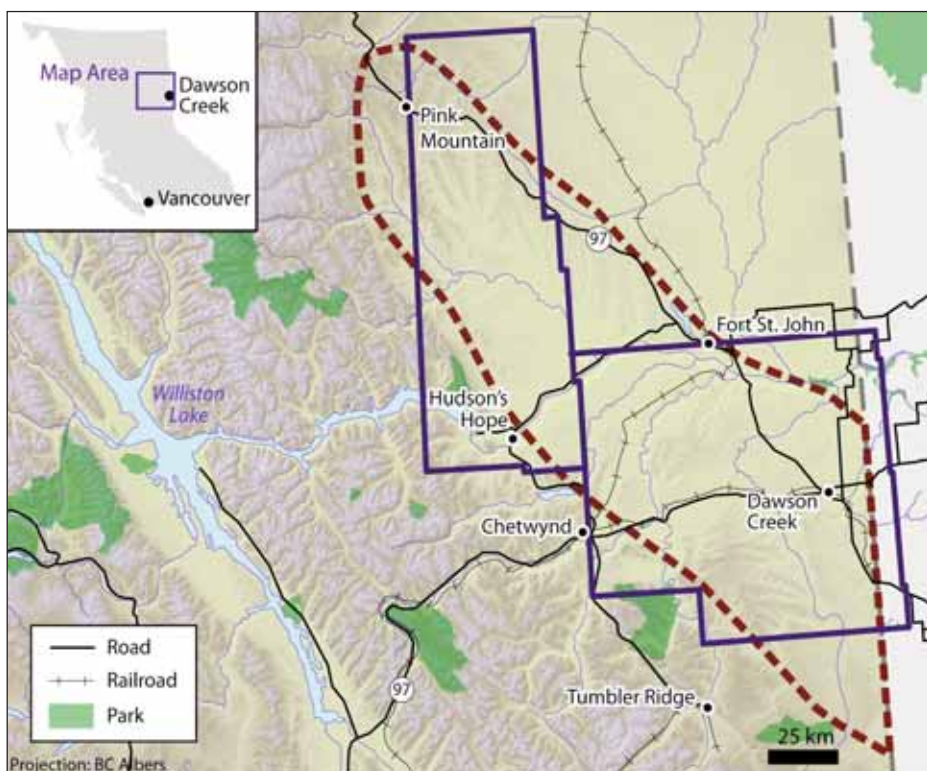 Map Area
Dawson
Creek
Vancouver
Pink
Mountain
97
Fort St. John
Williston
Lake
Hudson's
Hope
Dawson
Creek
Chetwynd
Road
Railroad
Park
97
Tumbler Ridge
25 km
Projection: BC Albers